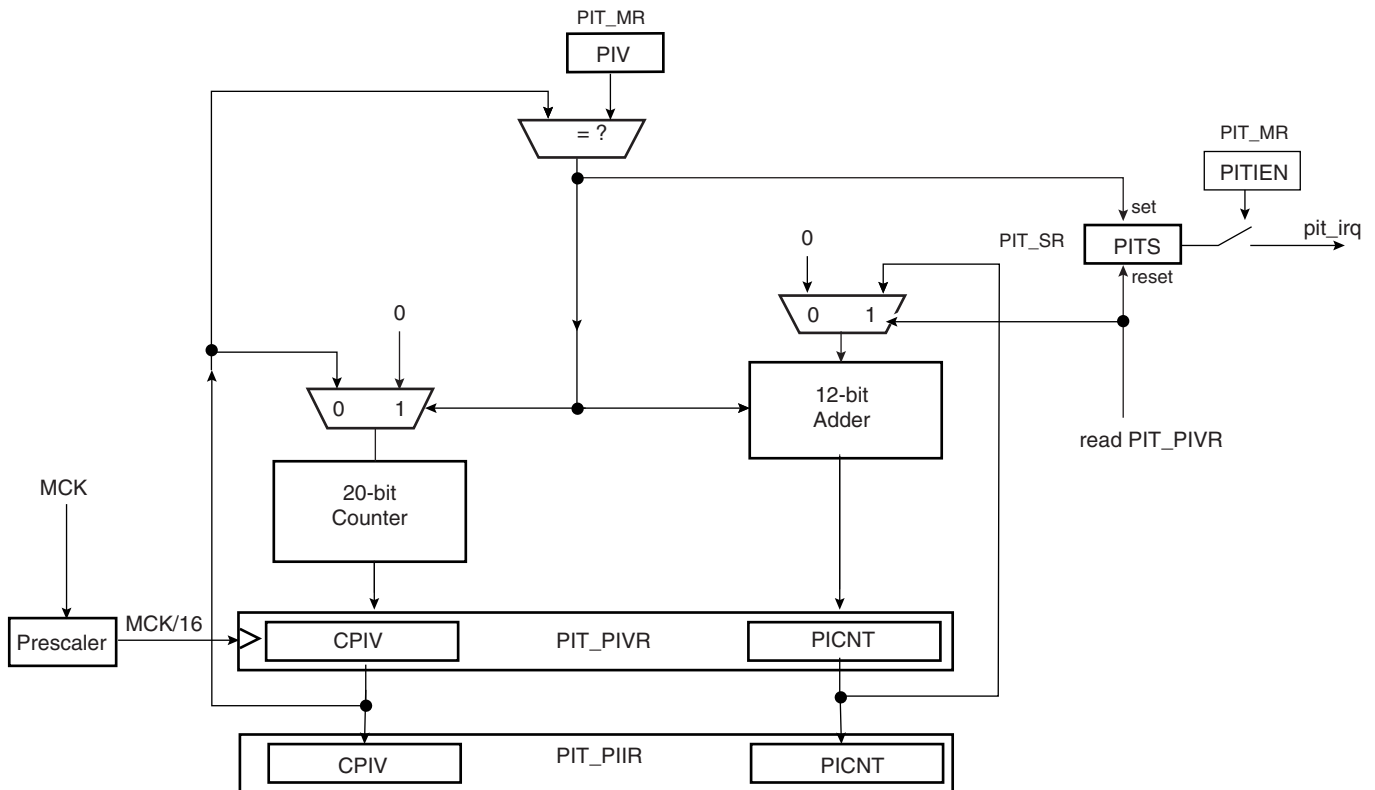 PIT_MR
PIV
= ?
PIT_MR
PITIEN
set
PIT_SR
PITS
pit_irq
reset
0
0 1
0
0 1
12-bit
Adder
read PIT_PIVR
MCK
20-bit
Counter
Prescaler
MCK/16
CPIV
PIT_PIVR
PICNT
CPIV
PIT_PIIR
PICNT